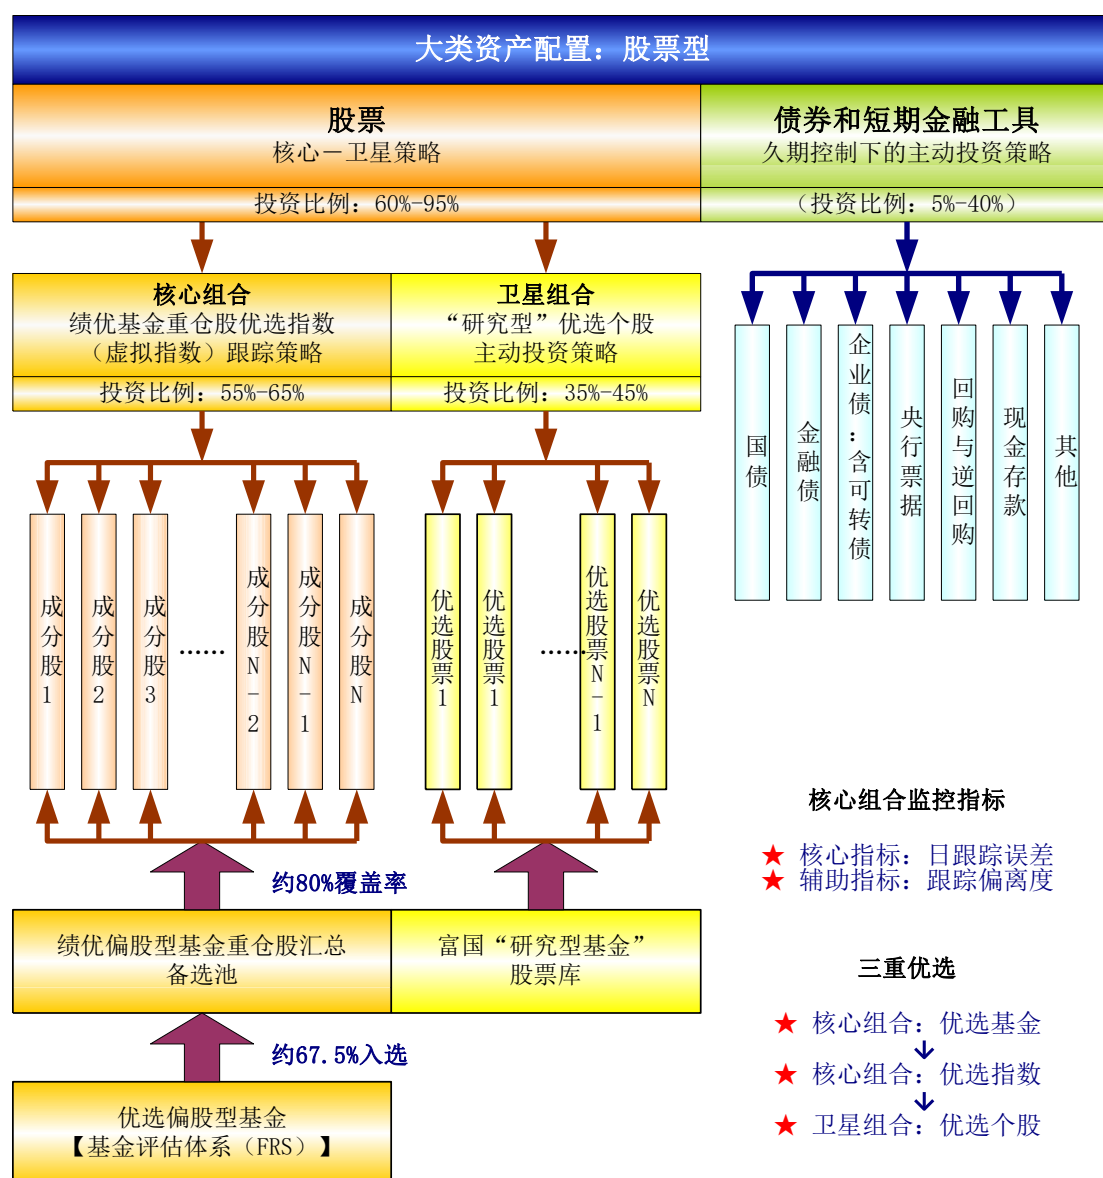 大类资产配置：股票型
股票
核心－卫星策略
投资比例：60%-95%
债券和短期金融工具
久期控制下的主动投资策略
（投资比例：5%-40%）
核心组合
绩优基金重仓股优选指数
（虚拟指数）跟踪策略
投资比例：55%-65%
卫星组合
“研究型”优选个股
主动投资策略
投资比例：35%-45%
国债
金融债
企业债：含可转债
央行票据
回购与逆回购
现金存款
其他
成分股1
成分股2
成分股3
……
成分股N-2
成分股N-1
成分股N
优选股票1
优选股票1
……
优选股票N-1
优选股票N
约80%覆盖率
绩优偏股型基金重仓股汇总
备选池
富国“研究型基金”
股票库
约67.5%入选
优选偏股型基金
【基金评估体系（FRS）】
核心组合监控指标
★ 核心指标：日跟踪误差
★ 辅助指标：跟踪偏离度
三重优选
★ 核心组合：优选基金
↓
★ 核心组合：优选指数
↓
★ 卫星组合：优选个股